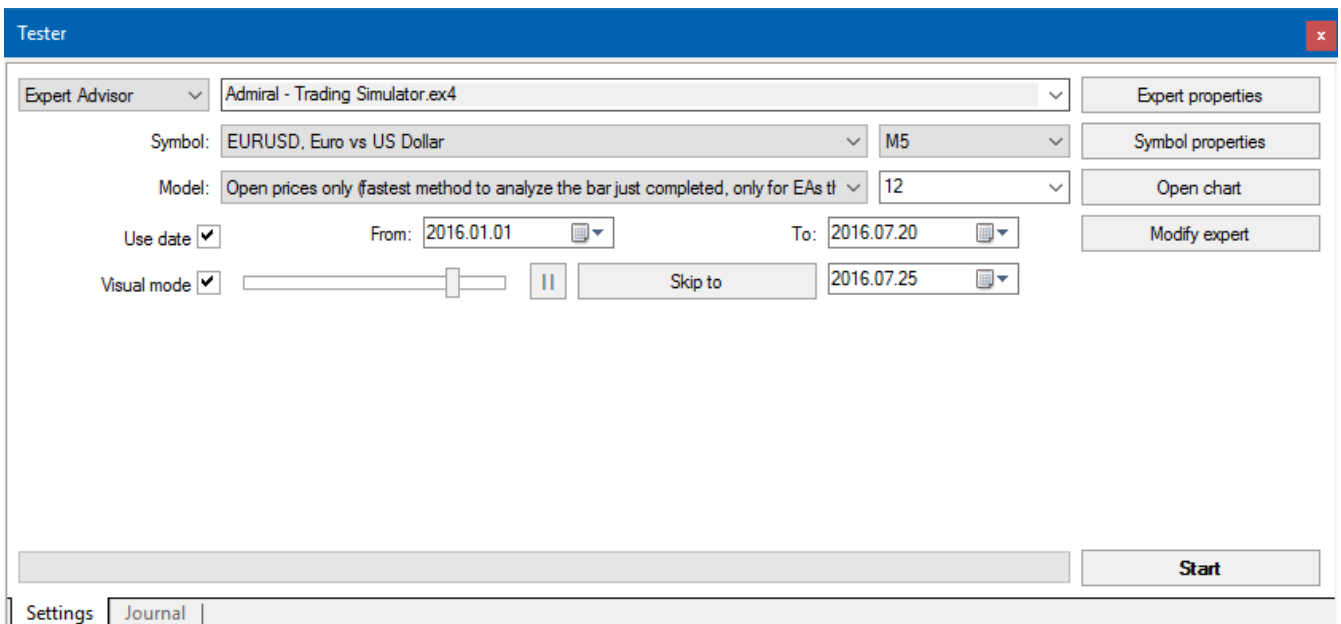 Tester
x
Expert Advisor Admiral - Trading Simulator.ex4 Expert properties
Symbol: EURUSD, Euro vs US Dollar M5 Symbol properties
Model: Open prices only (fastest method to analyze the bar just completed, only for EAs th 12 Open chart
Use date From: 2016.01.01 To: 2016.07.20 Modify expert
Visual mode Skip to 2016.07.25
Start
Settings Journal